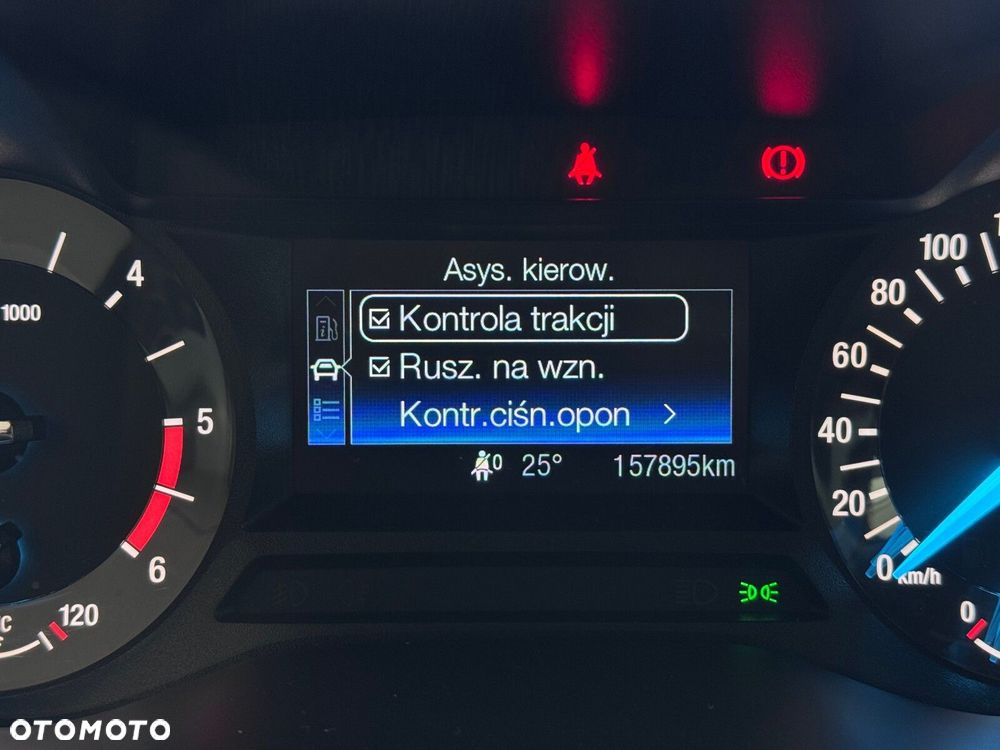 Asys. kierow.
Kontrola trakcji
Rusz. na wzn.
Kontr.ciśn.opon
0 25° 157895km
1000
4
5
6
120
100
80
60
40
20
0
km/h
0
OTOMOTO